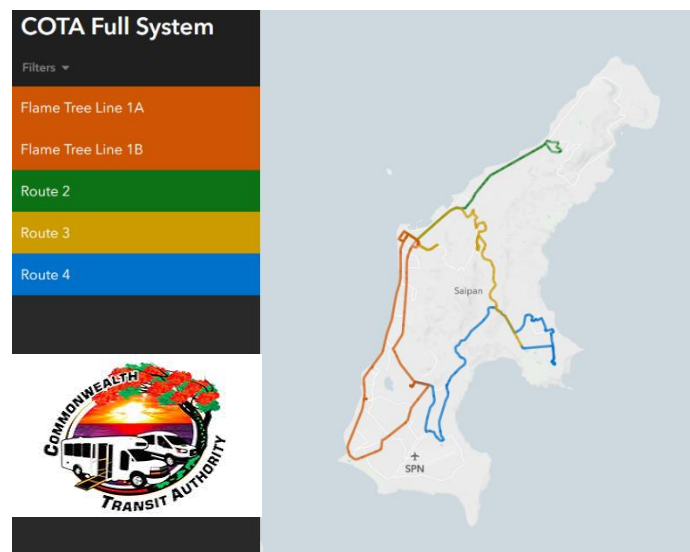 COTA Full System
Filters
Flame Tree Line 1A
Flame Tree Line 1B
Route 2
Route 3
Route 4
COMMONWEALTH
TRANSIT AUTHORITY
Saipan
SPN